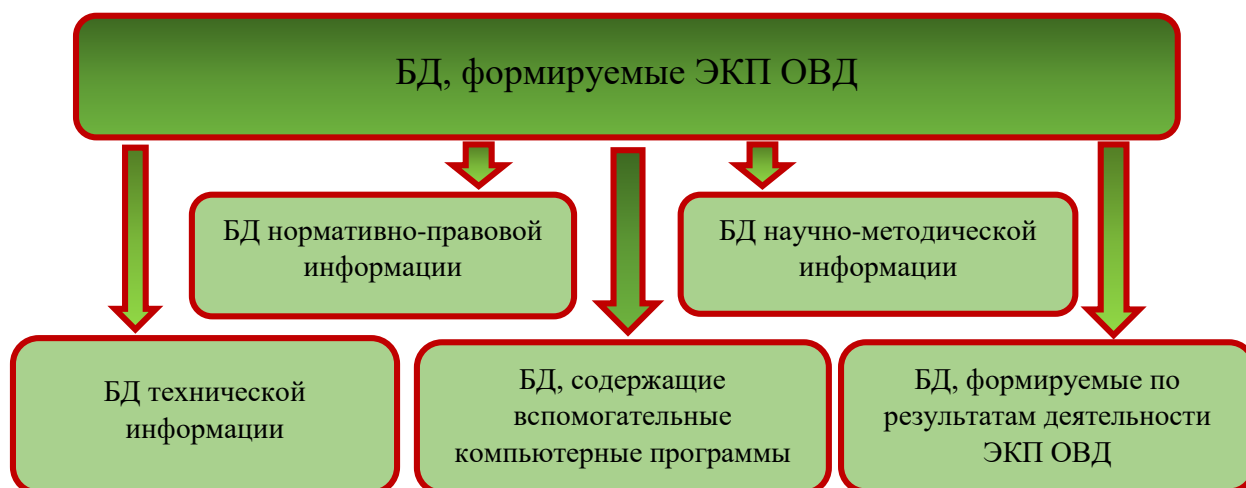 БД, формируемые ЭКП ОВД
БД нормативно-правовой
информации
БД научно-методической
информации
БД технической
информации
БД, содержащие
вспомогательные
компьютерные программы
БД, формируемые по
результатам деятельности
ЭКП ОВД